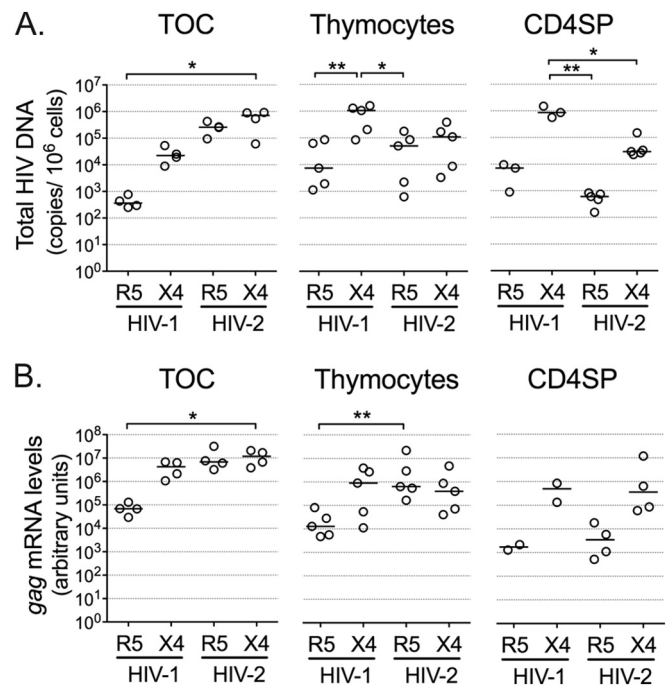 A.
TOC Thymocytes CD4SP
* ** * * **
Total HIV DNA
(copies/ 10⁶ cells)
10⁷
10⁶
10⁵
10⁴
10³
10²
10¹
10⁰
R5 X4 R5 X4 R5 X4 R5 X4 R5 X4 R5 X4
HIV-1 HIV-2 HIV-1 HIV-2 HIV-1 HIV-2
B.
TOC Thymocytes CD4SP
* **
gag mRNA levels
(arbitrary units)
10⁸
10⁷
10⁶
10⁵
10⁴
10³
10²
10¹
10⁰
R5 X4 R5 X4 R5 X4 R5 X4 R5 X4 R5 X4
HIV-1 HIV-2 HIV-1 HIV-2 HIV-1 HIV-2